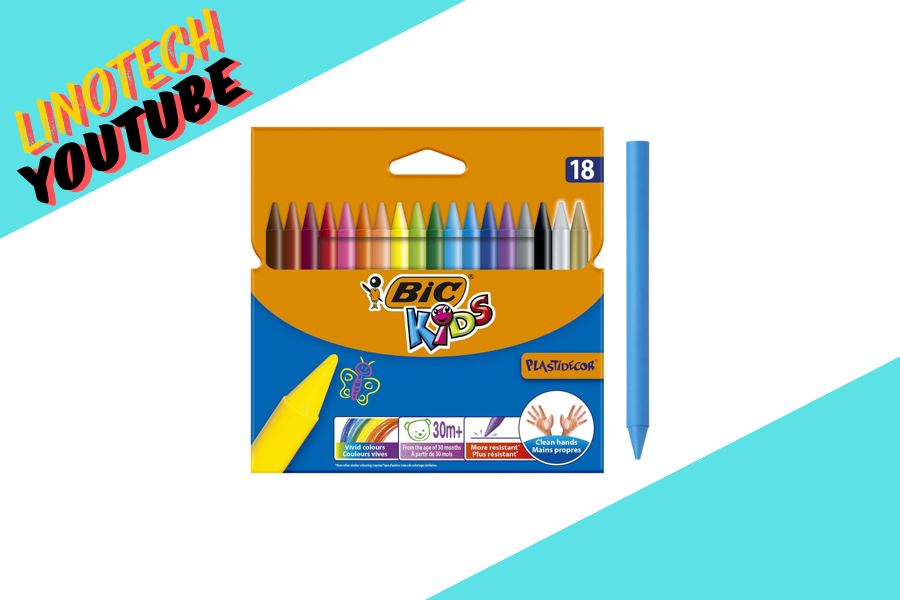 LINOTECH
YOUTUBE
18
BIC
®
KIDS
PLASTIDECOR®
30m+
Vivid colours
Couleurs vives
From the age of 30 months
À partir de 30 mois
More resistant*
Plus résistant*
Clean hands
Mains propres